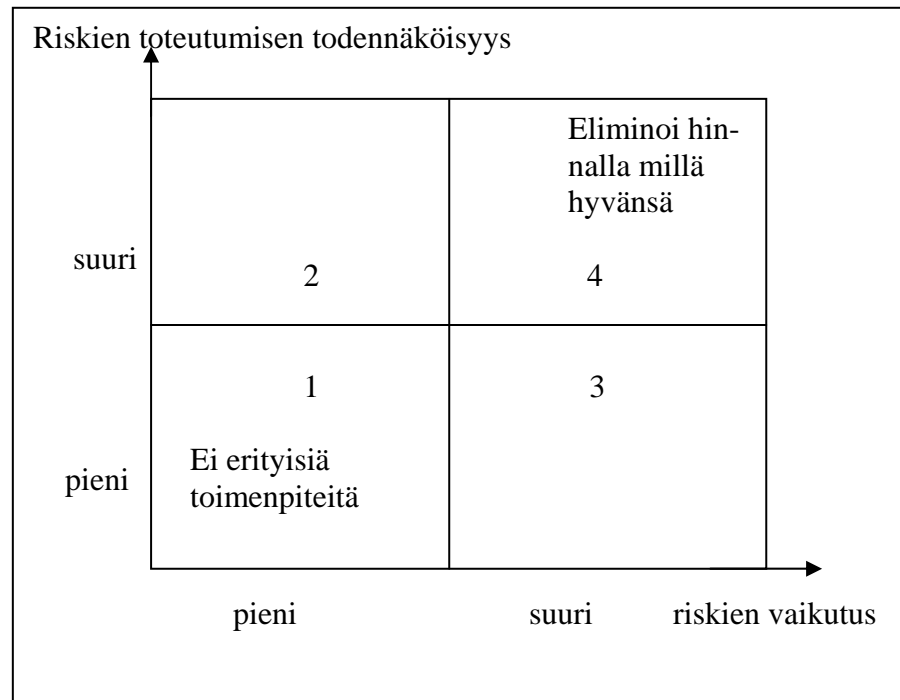 Riskien toteutumisen todennäköisyys
Eliminoi hin-
nalla millä
hyvänsä
suuri
2
4
1
3
Ei erityisiä
toimenpiteitä
pieni
pieni
suuri
riskien vaikutus